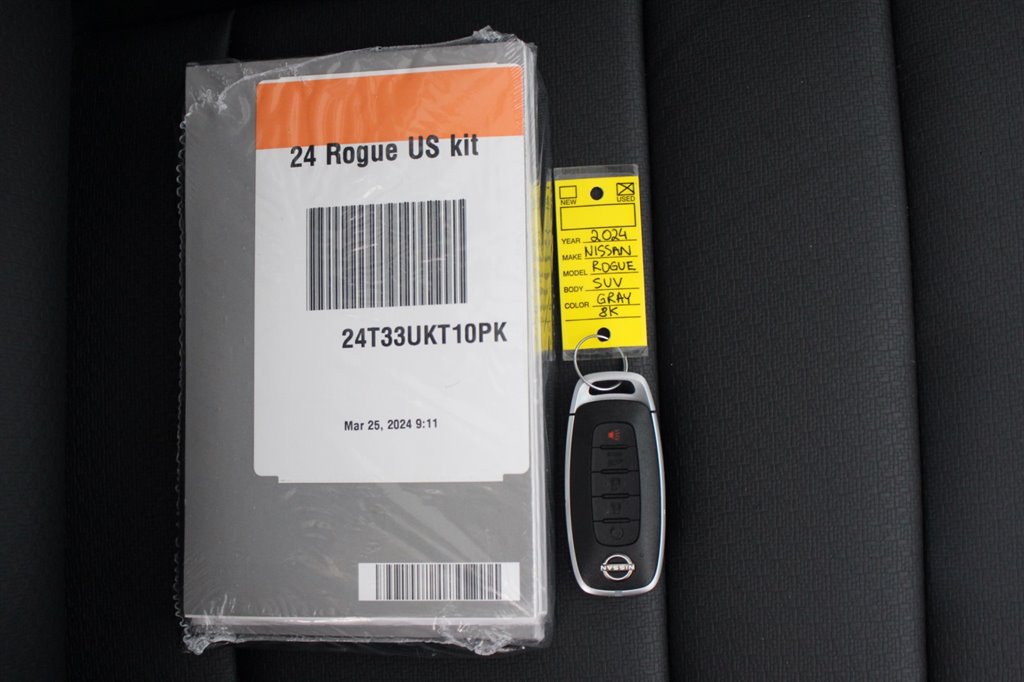 24 Rogue US kit
24T33UKT10PK
Mar 25, 2024 9:11
NEW USED
YEAR 2024
MAKE NISSAN
MODEL ROGUE
BODY SUV
COLOR GRAY
8K
NISSAN